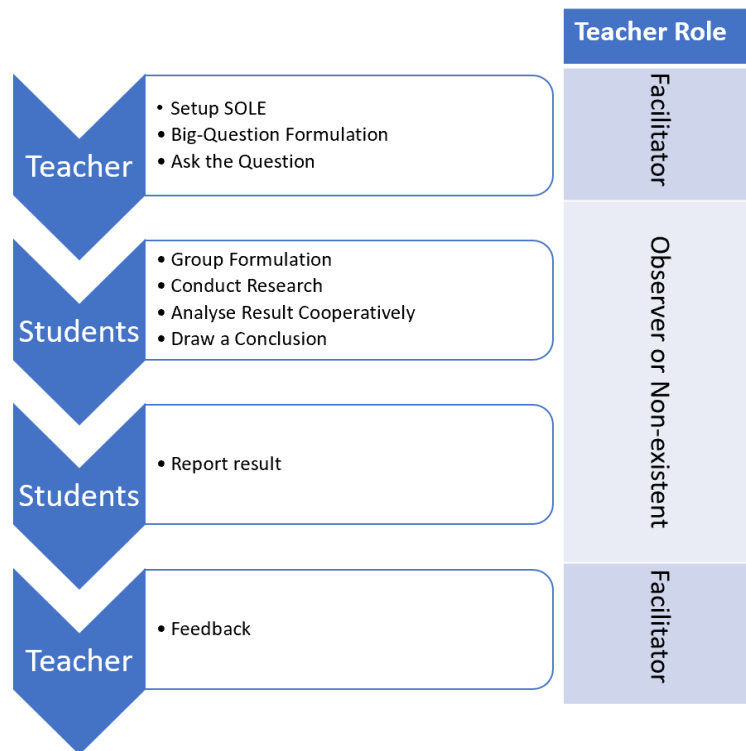 Teacher Role
Teacher
• Setup SOLE
• Big-Question Formulation
• Ask the Question
Facilitator
Students
• Group Formulation
• Conduct Research
• Analyse Result Cooperatively
• Draw a Conclusion
Observer or Non-existent
Students
• Report result
Teacher
• Feedback
Facilitator